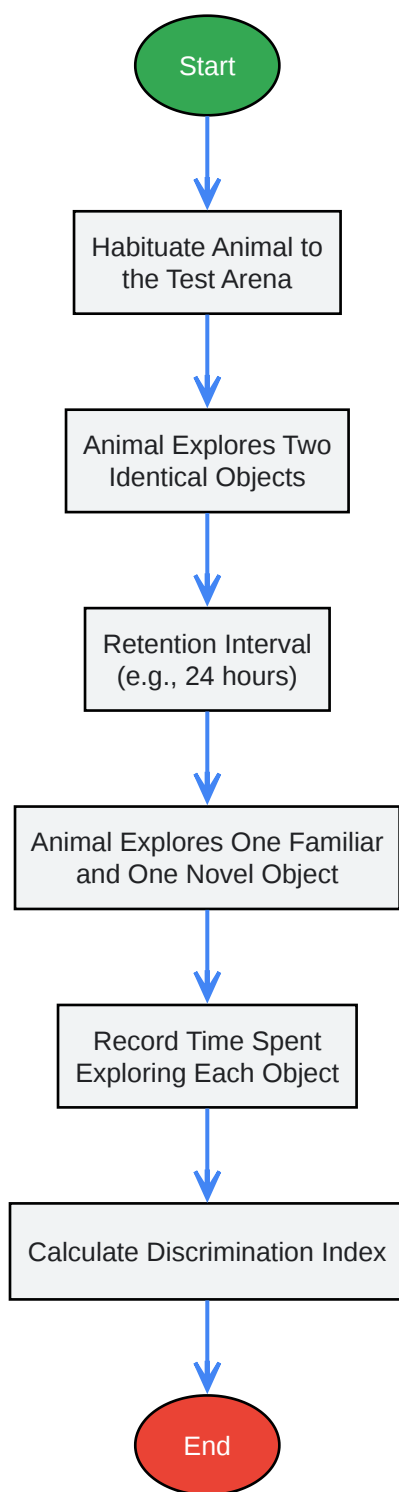 Start
Habituate Animal to
the Test Arena
Animal Explores Two
Identical Objects
Retention Interval
(e.g., 24 hours)
Animal Explores One Familiar
and One Novel Object
Record Time Spent
Exploring Each Object
Calculate Discrimination Index
End